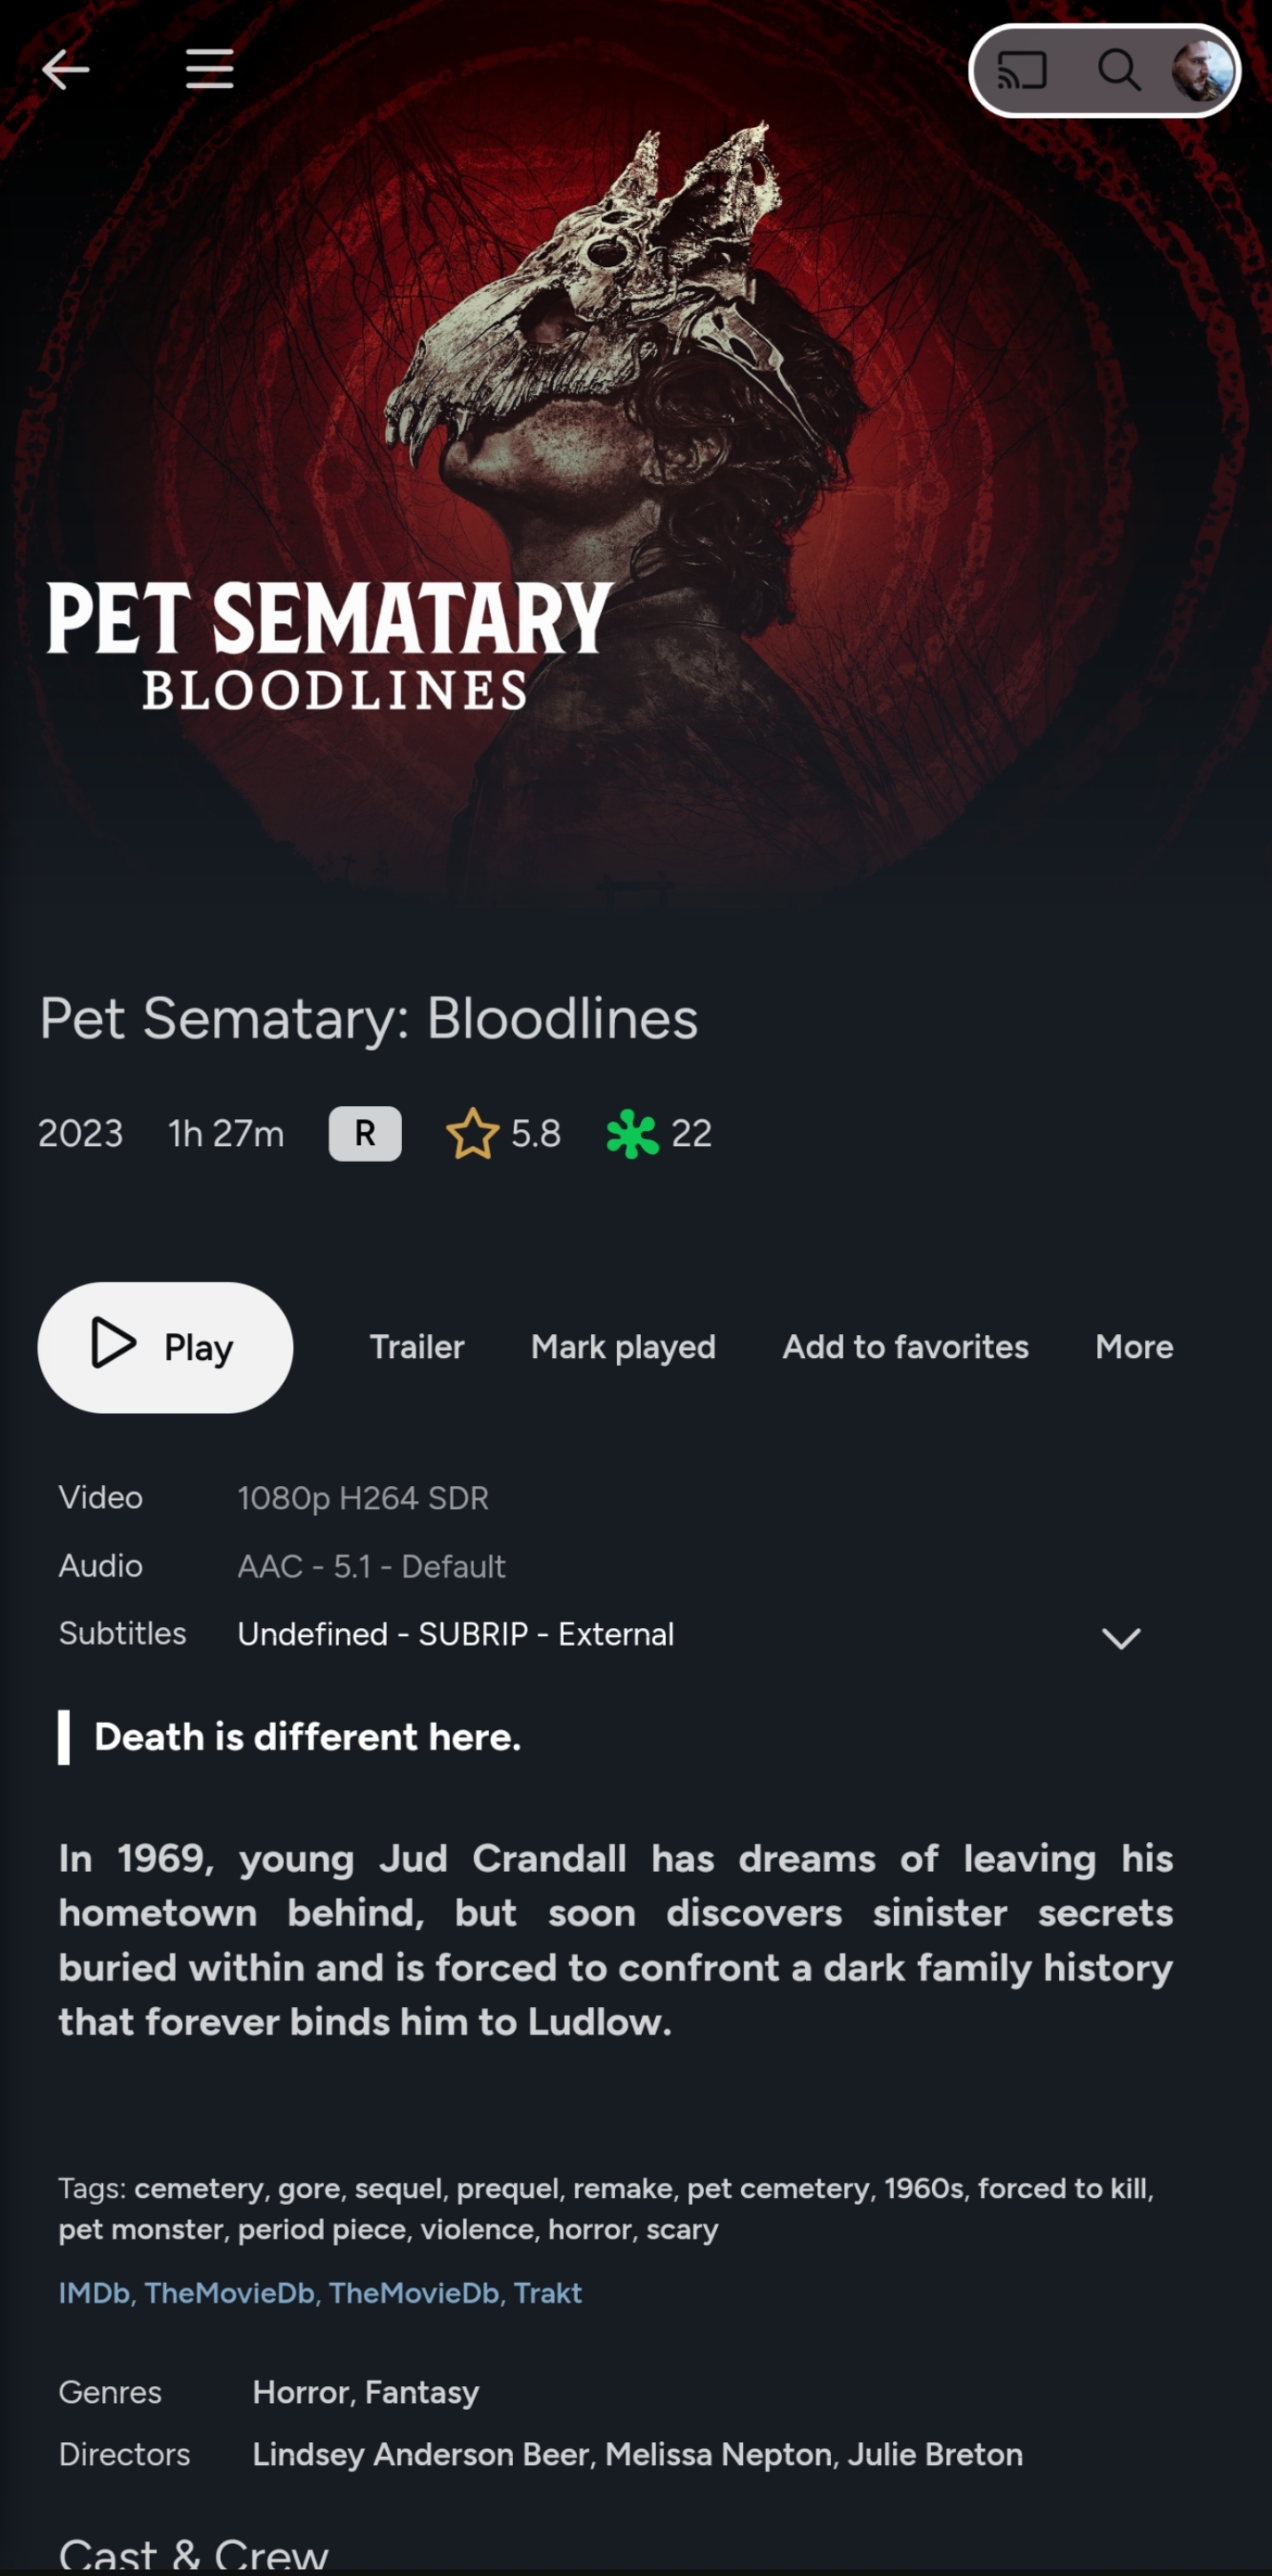 PET SEMATARY
BLOODLINES
Pet Sematary: Bloodlines
2023 1h 27m R 5.8 22
Play Trailer Mark played Add to favorites More
Video 1080p H264 SDR
Audio AAC - 5.1 - Default
Subtitles Undefined - SUBRIP - External
Death is different here.
In 1969, young Jud Crandall has dreams of leaving his
hometown behind, but soon discovers sinister secrets
buried within and is forced to confront a dark family history
that forever binds him to Ludlow.
Tags: cemetery, gore, sequel, prequel, remake, pet cemetery, 1960s, forced to kill,
pet monster, period piece, violence, horror, scary
IMDb, TheMovieDb, TheMovieDb, Trakt
Genres Horror, Fantasy
Directors Lindsey Anderson Beer, Melissa Nepton, Julie Breton
Cast & Crew